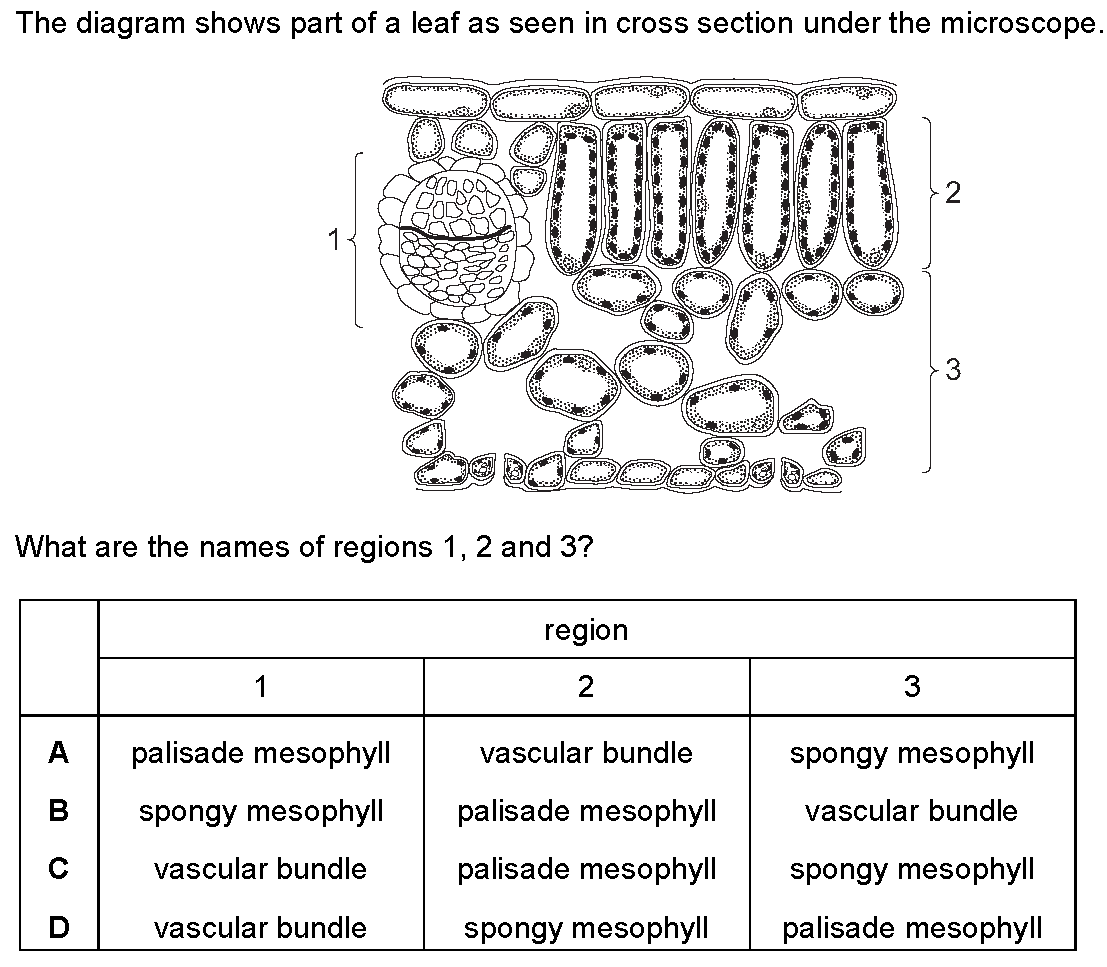 The diagram shows part of a leaf as seen in cross section under the microscope.
1
2
3
What are the names of regions 1, 2 and 3?
region
1 2 3
A palisade mesophyll vascular bundle spongy mesophyll
B spongy mesophyll palisade mesophyll vascular bundle
C vascular bundle palisade mesophyll spongy mesophyll
D vascular bundle spongy mesophyll palisade mesophyll